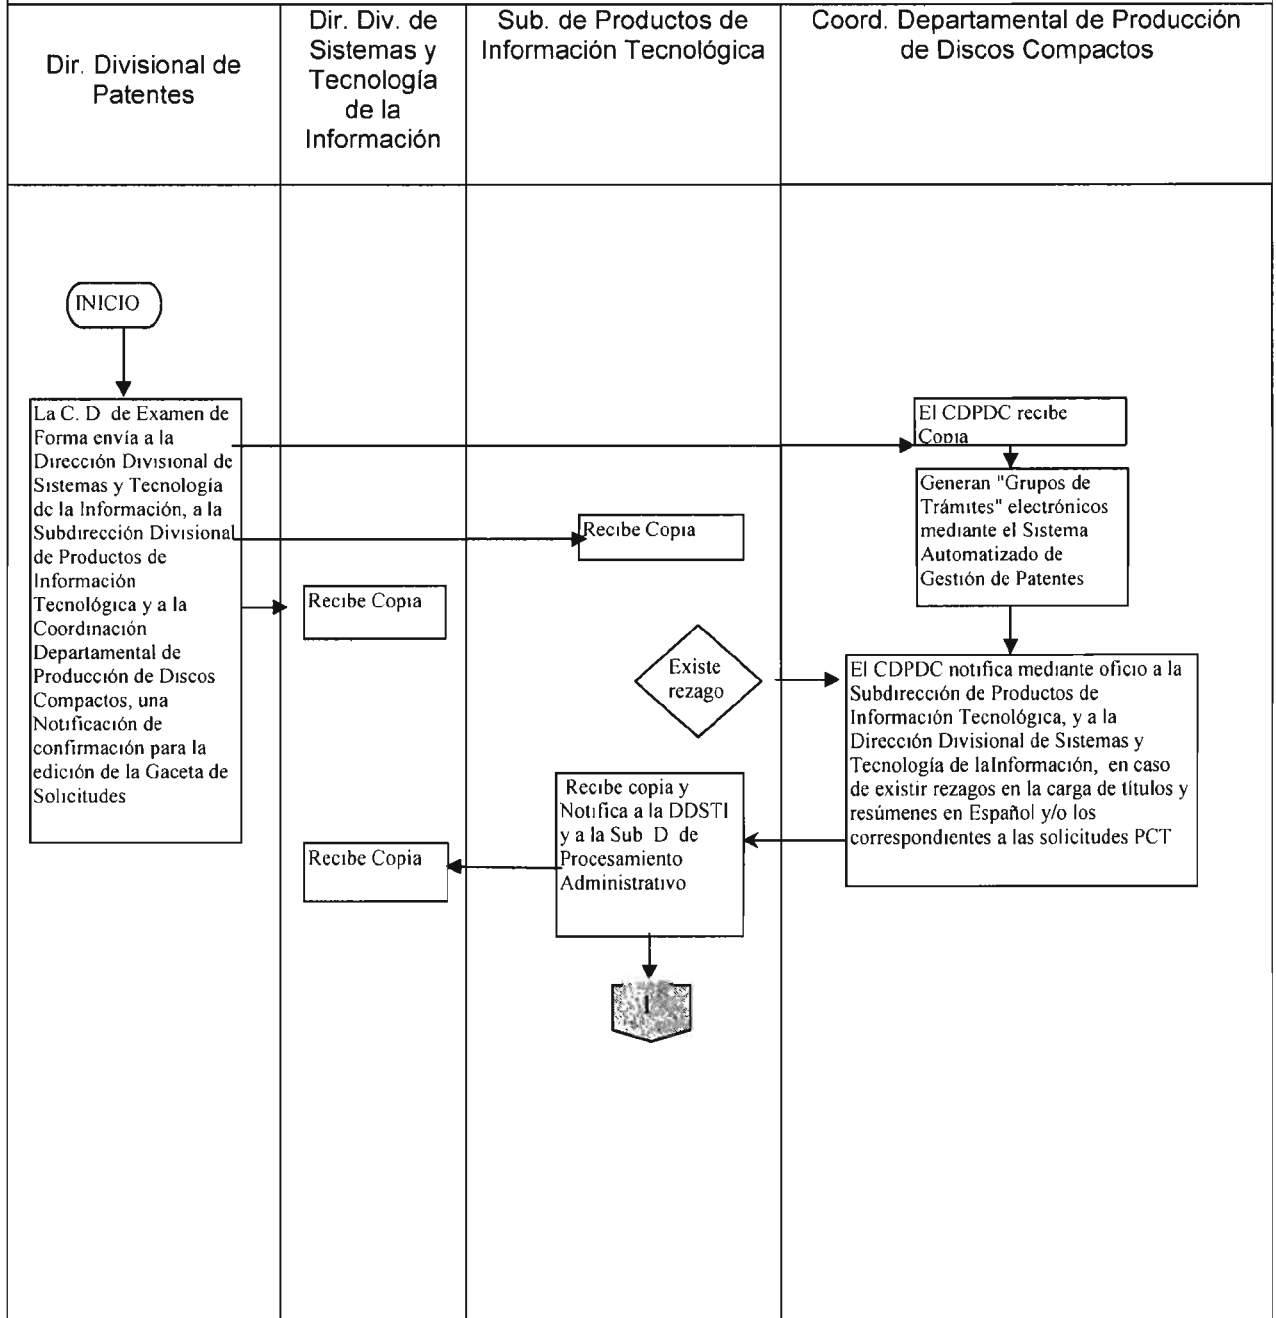 Dir. Divisional de
Patentes
Dir. Div. de
Sistemas y
Tecnología
de la
Información
Sub. de Productos de
Información Tecnológica
Coord. Departamental de Producción
de Discos Compactos
INICIO
La C. D de Examen de
Forma envía a la
Dirección Divisional de
Sistemas y Tecnología
de la Información, a la
Subdirección Divisional
de Productos de
Información
Tecnológica y a la
Coordinación
Departamental de
Producción de Discos
Compactos, una
Notificación de
confirmación para la
edición de la Gaceta de
Solicitudes
El CDPDC recibe
Copia
Generan "Grupos de
Trámites" electrónicos
mediante el Sistema
Automatizado de
Gestión de Patentes
Recibe Copia
Recibe Copia
Existe
rezago
El CDPDC notifica mediante oficio a la
Subdirección de Productos de
Información Tecnológica, y a la
Dirección Divisional de Sistemas y
Tecnología de laInformación, en caso
de existir rezagos en la carga de títulos y
resúmenes en Español y/o los
correspondientes a las solicitudes PCT
Recibe copia y
Notifica a la DDSTI
y a la Sub D de
Procesamiento
Administrativo
Recibe Copia
I